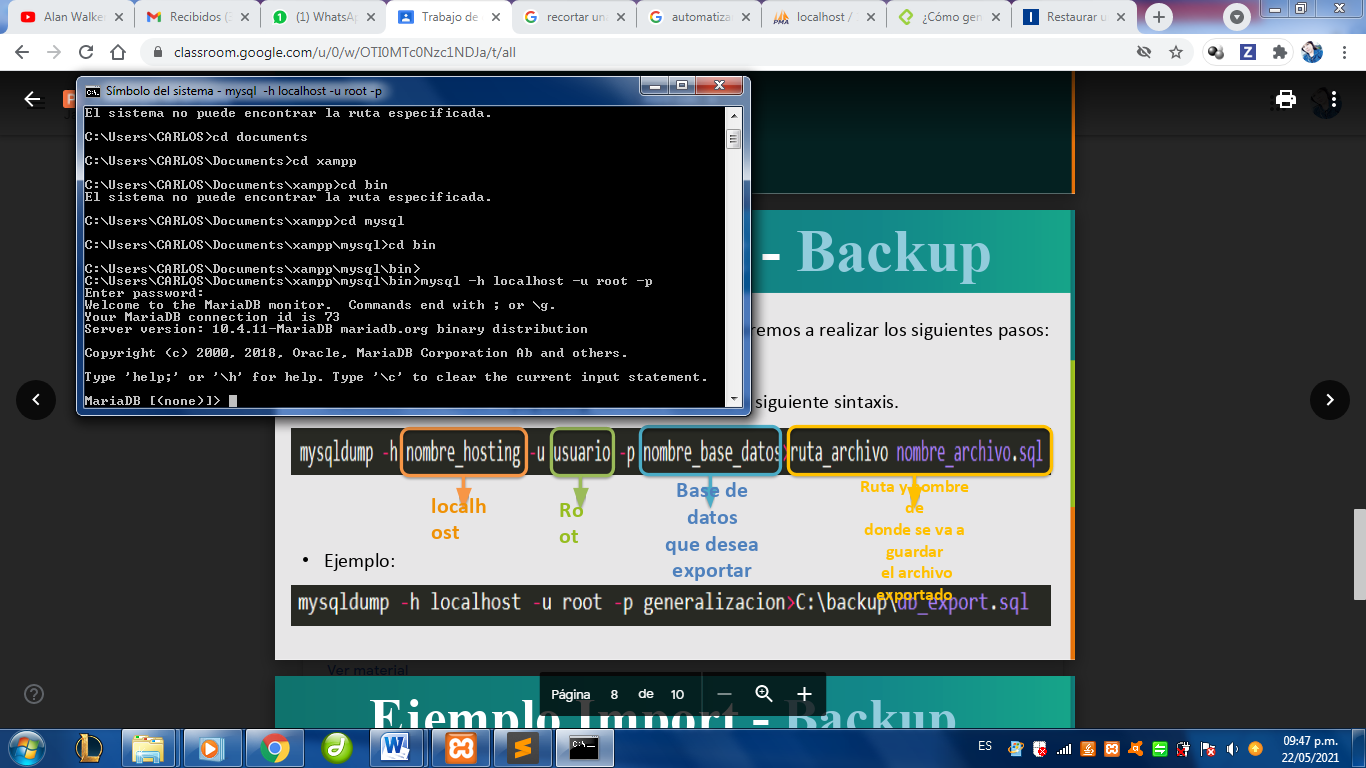 Alan Walke
Recibidos (
(1) WhatsA
Trabajo de
recortar un
automatiza
localhost /
¿Cómo gen
Restaurar u
classroom.google.com/u/0/w/OTI0MTc0Nzc1NDJa/t/all
Símbolo del sistema - mysql -h localhost -u root -p
El sistema no puede encontrar la ruta especificada.
C:\Users\CARLOS>cd documents
C:\Users\CARLOS\Documents>cd xampp
C:\Users\CARLOS\Documents\xampp>cd bin
El sistema no puede encontrar la ruta especificada.
C:\Users\CARLOS\Documents\xampp>cd mysql
C:\Users\CARLOS\Documents\xampp\mysql>cd bin
C:\Users\CARLOS\Documents\xampp\mysql\bin>
C:\Users\CARLOS\Documents\xampp\mysql\bin>mysql -h localhost -u root -p
Enter password:
Welcome to the MariaDB monitor.  Commands end with ; or \g.
Your MariaDB connection id is 73
Server version: 10.4.11-MariaDB mariadb.org binary distribution
Copyright (c) 2000, 2018, Oracle, MariaDB Corporation Ab and others.
Type 'help;' or '\h' for help. Type '\c' to clear the current input statement.
MariaDB [(none)]>
- Backup
remos a realizar los siguientes pasos:
siguiente sintaxis.
mysqldump -h nombre_hosting -u usuario -p nombre_base_datos>ruta_archivo nombre_archivo.sql
localh
ost
Ro
ot
Base de
datos
que desea
exportar
Ruta y nombre
de
donde se va a
guardar
el archivo
exportado
• Ejemplo:
mysqldump -h localhost -u root -p generalizacion>C:\backup\db_export.sql
Ver material
Página 8 de 10
Ejemplo Import - Backup
ES
09:47 p.m.
22/05/2021